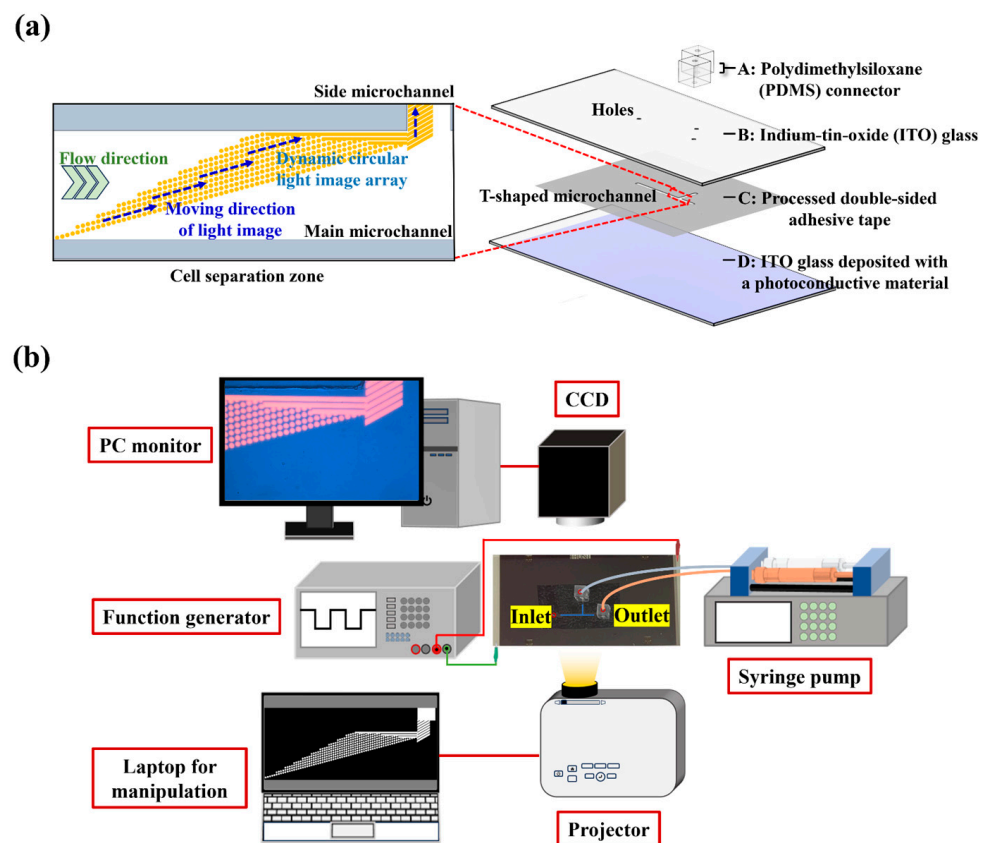 (a)
Side microchannel
Flow direction
Dynamic circular
light image array
Moving direction
of light image
Main microchannel
Cell separation zone
Holes
T-shaped microchannel
A: Polydimethylsiloxane
(PDMS) connector
B: Indium-tin-oxide (ITO) glass
C: Processed double-sided
adhesive tape
D: ITO glass deposited with
a photoconductive material
(b)
PC monitor
CCD
Function generator
Inlet
Outlet
Syringe pump
Laptop for
manipulation
Projector